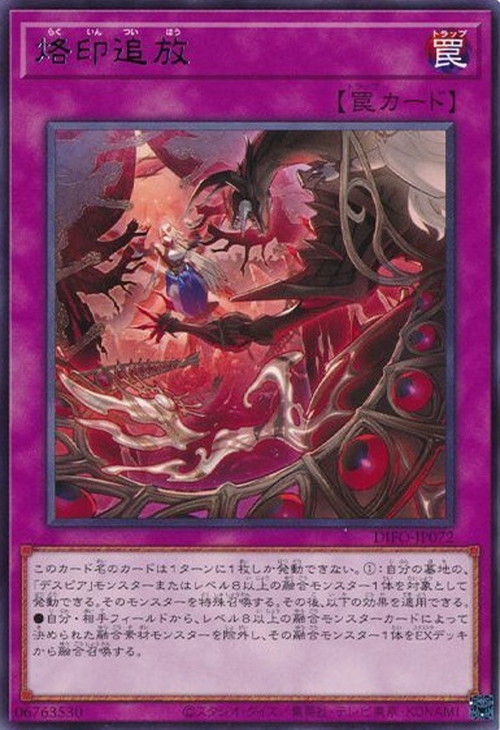 烙印追放
トラップ
罠
【罠カード】
DIFO-JP072
このカード名のカードは1ターンに1枚しか発動できない。①:自分の墓地の、
「デスピア」モンスターまたはレベル8以上の融合モンスター1体を対象として
発動できる。そのモンスターを特殊召喚する。その後、以下の効果を適用できる。
●自分・相手フィールドから、レベル8以上の融合モンスターカードによって
決められた融合素材モンスターを除外し、その融合モンスター1体をEXデッキ
から融合召喚する。
06763530
©スタジオ・ダイス/集英社・テレビ東京・KONAMI